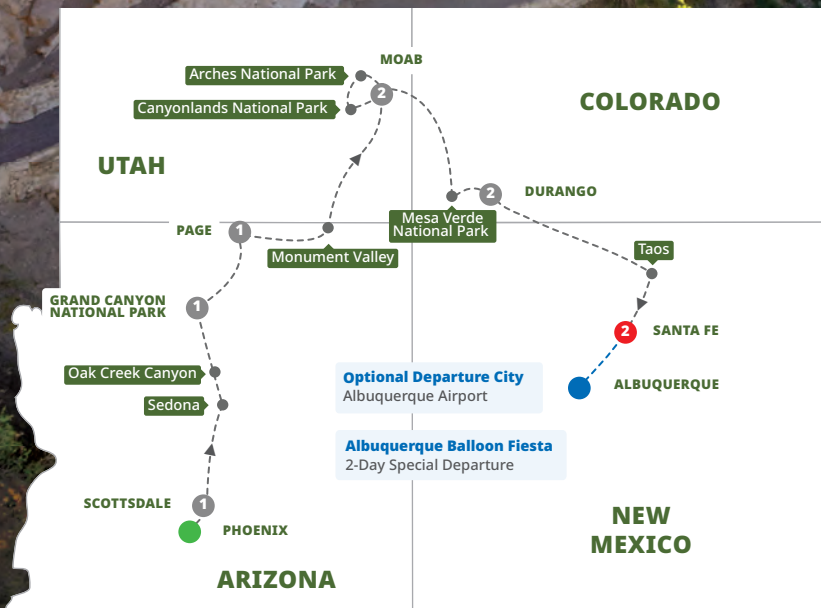 MOAB
Arches National Park
2
Canyonlands National Park
COLORADO
UTAH
2
DURANGO
Mesa Verde
National Park
PAGE
1
Monument Valley
Taos
GRAND CANYON
NATIONAL PARK
1
2
SANTA FE
Oak Creek Canyon
Optional Departure City
Albuquerque Airport
ALBUQUERQUE
Sedona
Albuquerque Balloon Fiesta
2-Day Special Departure
SCOTTSDALE
1
PHOENIX
NEW
MEXICO
ARIZONA